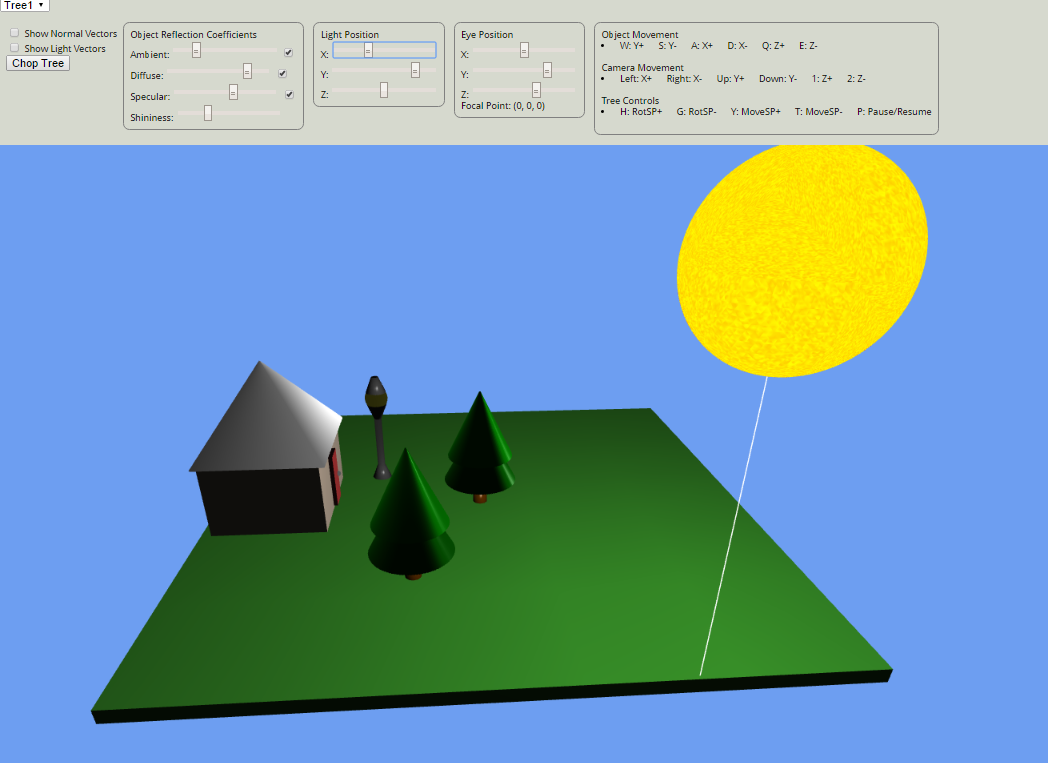 Tree1
Show Normal Vectors
Show Light Vectors
Chop Tree
Object Reflection Coefficients
Ambient:
Diffuse:
Specular:
Shininess:
Light Position
X:
Y:
Z:
Eye Position
X:
Y:
Z:
Focal Point: (0, 0, 0)
Object Movement
W: Y+ S: Y- A: X+ D: X- Q: Z+ E: Z-
Camera Movement
Left: X+ Right: X- Up: Y+ Down: Y- 1: Z+ 2: Z-
Tree Controls
H: RotSP+ G: RotSP- Y: MoveSP+ T: MoveSP- P: Pause/Resume